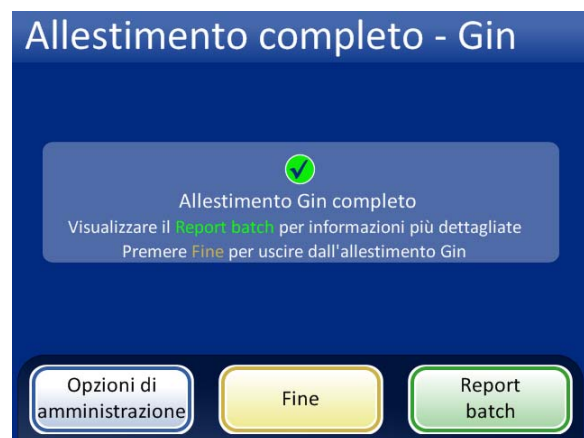 Allestimento completo - Gin
Allestimento Gin completo
Visualizzare il Report batch per informazioni più dettagliate
Premere Fine per uscire dall'allestimento Gin
Opzioni di
amministrazione
Fine
Report
batch